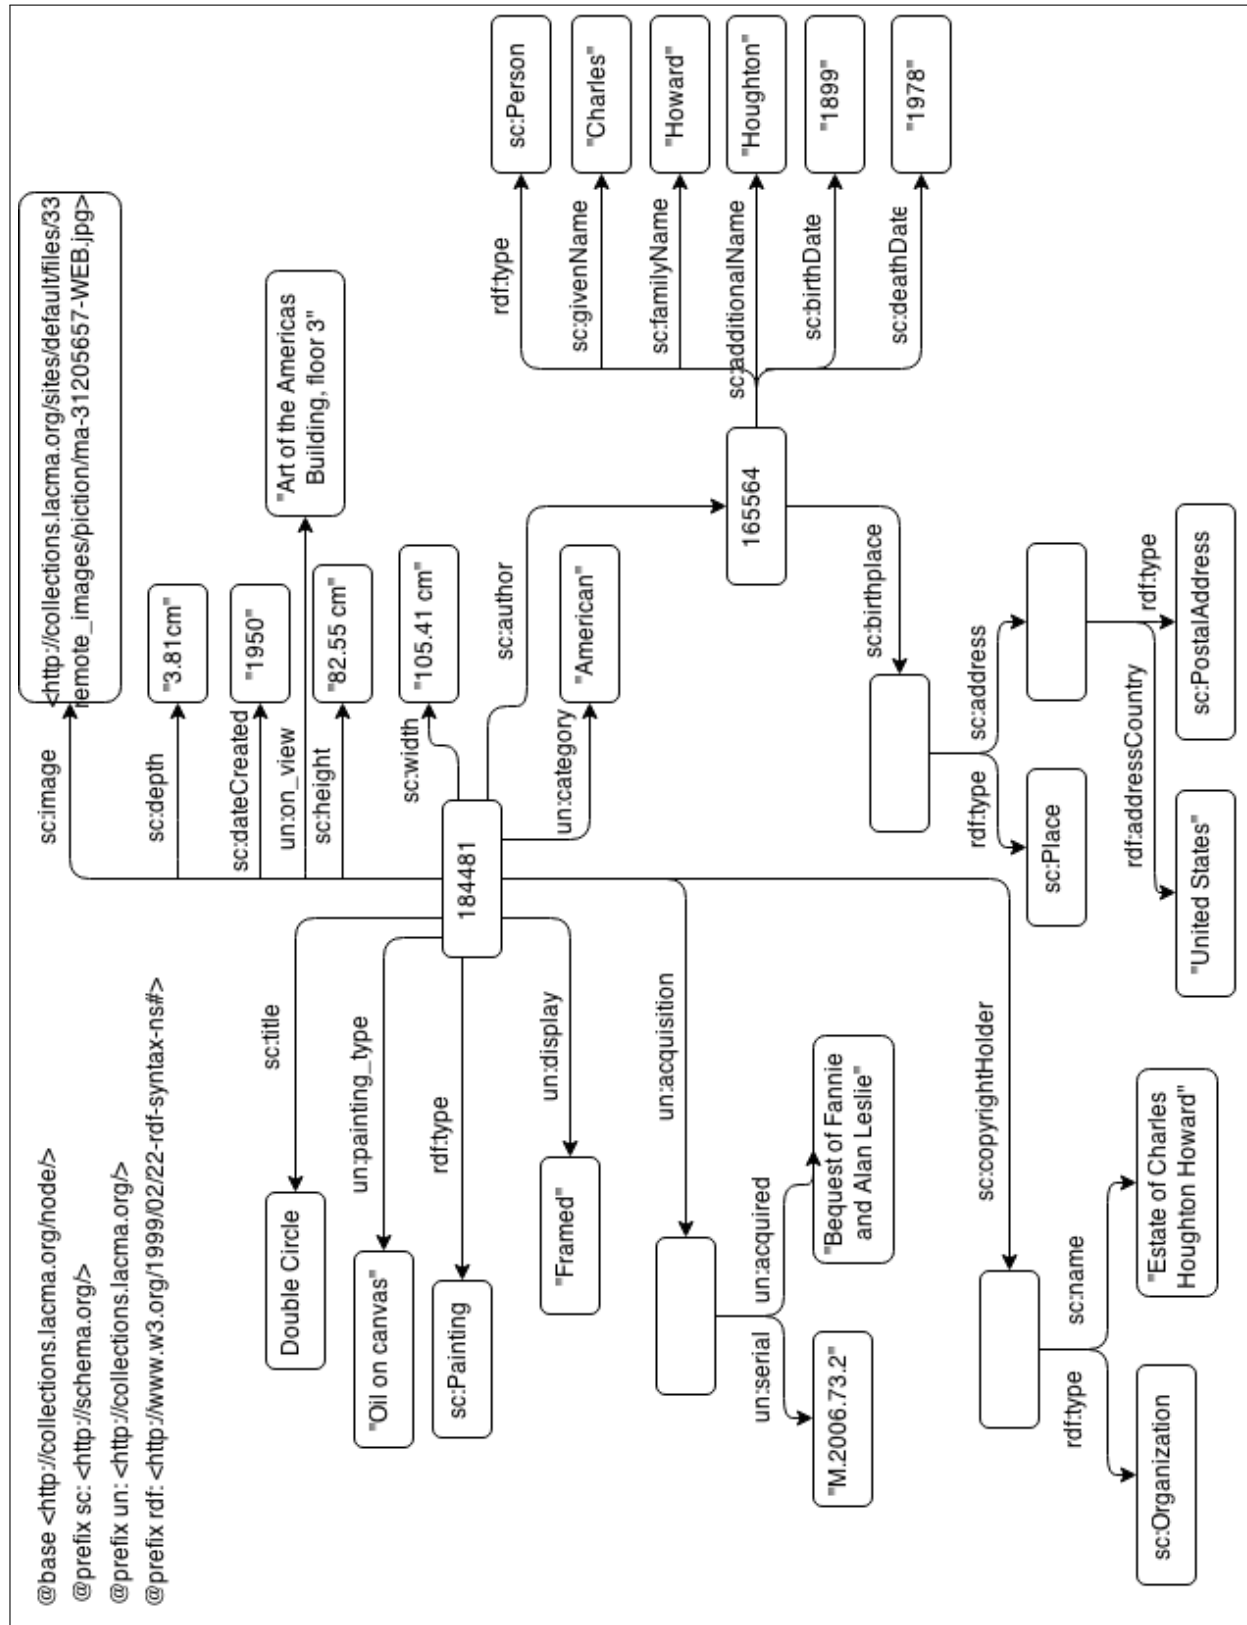 @base <http://collections.lacma.org/node/>
@prefix sc: <http://schema.org/>
@prefix un: <http://collections.lacma.org/>
@prefix rdf: <http://www.w3.org/1999/02/22-rdf-syntax-ns#>
sc:image
<http://collections.lacma.org/sites/default/files/33
remote_images/piction/ma-31205657-WEB.jpg>
sc:depth
"3.81cm"
sc:dateCreated
"1950"
un:on_view
"Art of the Americas
Building, floor 3"
sc:height
"82.55 cm"
sc:width
"105.41 cm"
sc:title
Double Circle
un:painting_type
"Oil on canvas"
rdf:type
sc:Painting
184481
un:display
"Framed"
sc:author
un:category
"American"
165564
rdf:type
sc:Person
sc:givenName
"Charles"
sc:familyName
"Howard"
sc:additionalName
"Houghton"
sc:birthDate
"1899"
sc:deathDate
"1978"
un:acquisition
un:serial
un:acquired
"M.2006.73.2"
"Bequest of Fannie
and Alan Leslie"
sc:birthplace
rdf:type
sc:address
sc:Place
rdf:addressCountry
rdf:type
"United States"
sc:PostalAddress
sc:copyrightHolder
rdf:type
sc:name
sc:Organization
"Estate of Charles
Houghton Howard"